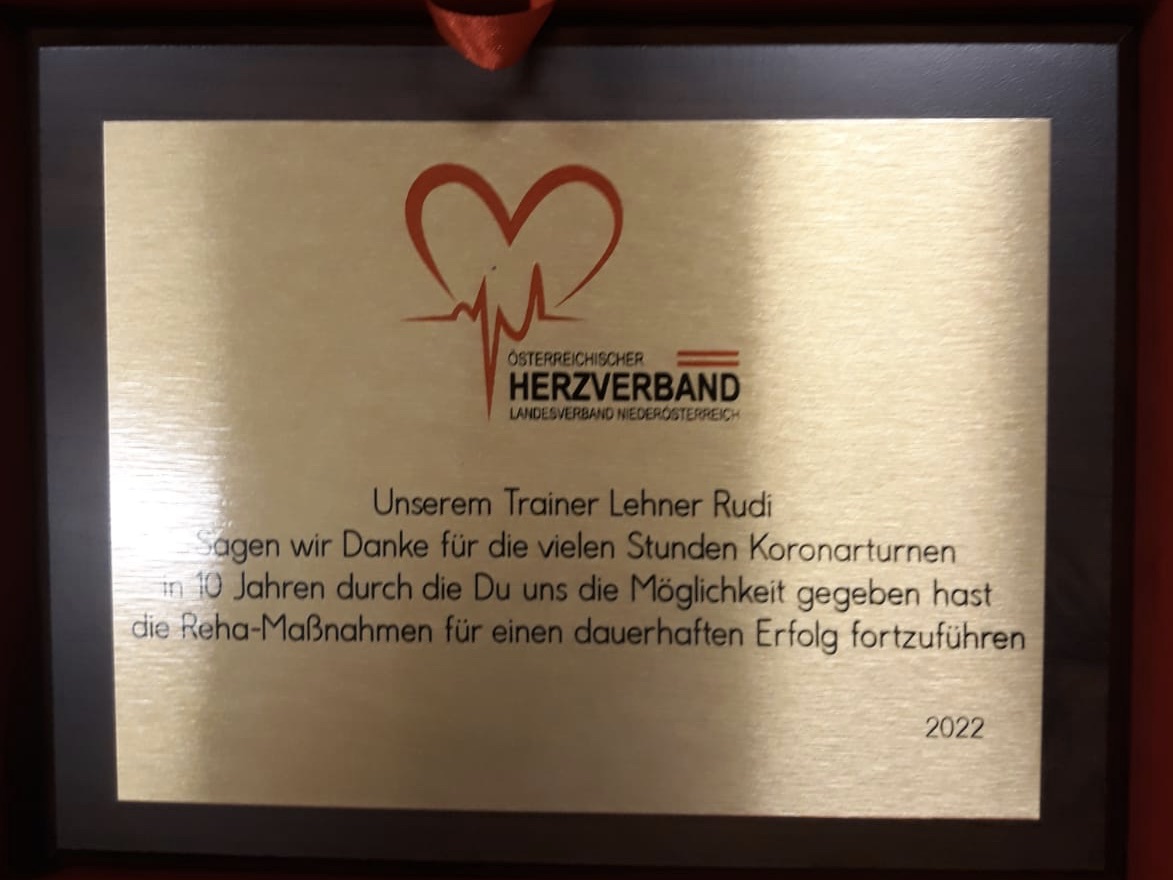 ÖSTERREICHISCHER
HERZVERBAND
LANDESVERBAND NIEDERÖSTERREICH
Unserem Trainer Lehner Rudi
Sagen wir Danke für die vielen Stunden Koronarturnen
in 10 Jahren durch die Du uns die Möglichkeit gegeben hast
die Reha-Maßnahmen für einen dauerhaften Erfolg fortzuführen
2022